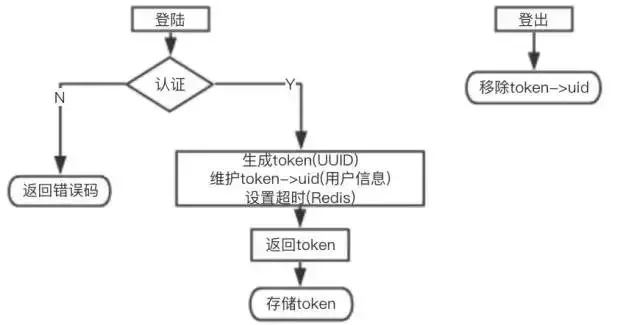 登陆
登出
认证
移除token->uid
N
Y
生成token(UUID)
维护token->uid(用户信息)
设置超时(Redis)
返回错误码
返回token
存储token